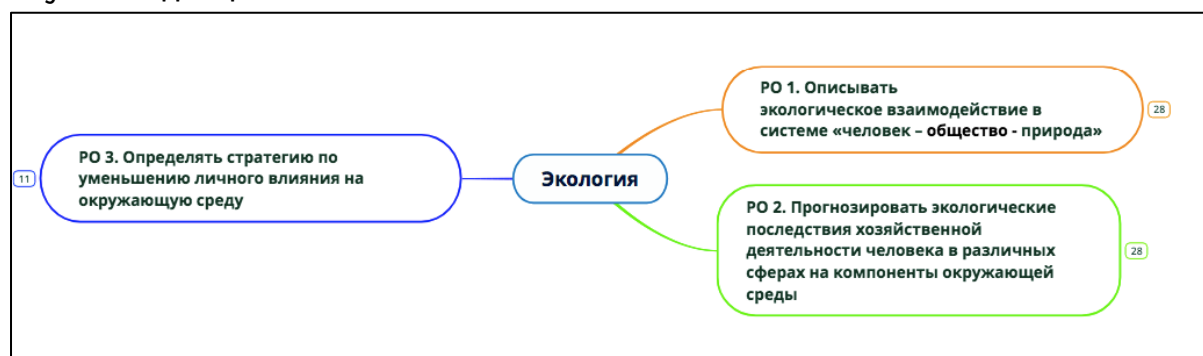 РО 1. Описывать
экологическое взаимодействие в
системе «человек – общество - природа»
28
РО 3. Определять стратегию по
уменьшению личного влияния на
окружающую среду
11
Экология
РО 2. Прогнозировать экологические
последствия хозяйственной
деятельности человека в различных
сферах на компоненты окружающей
среды
28